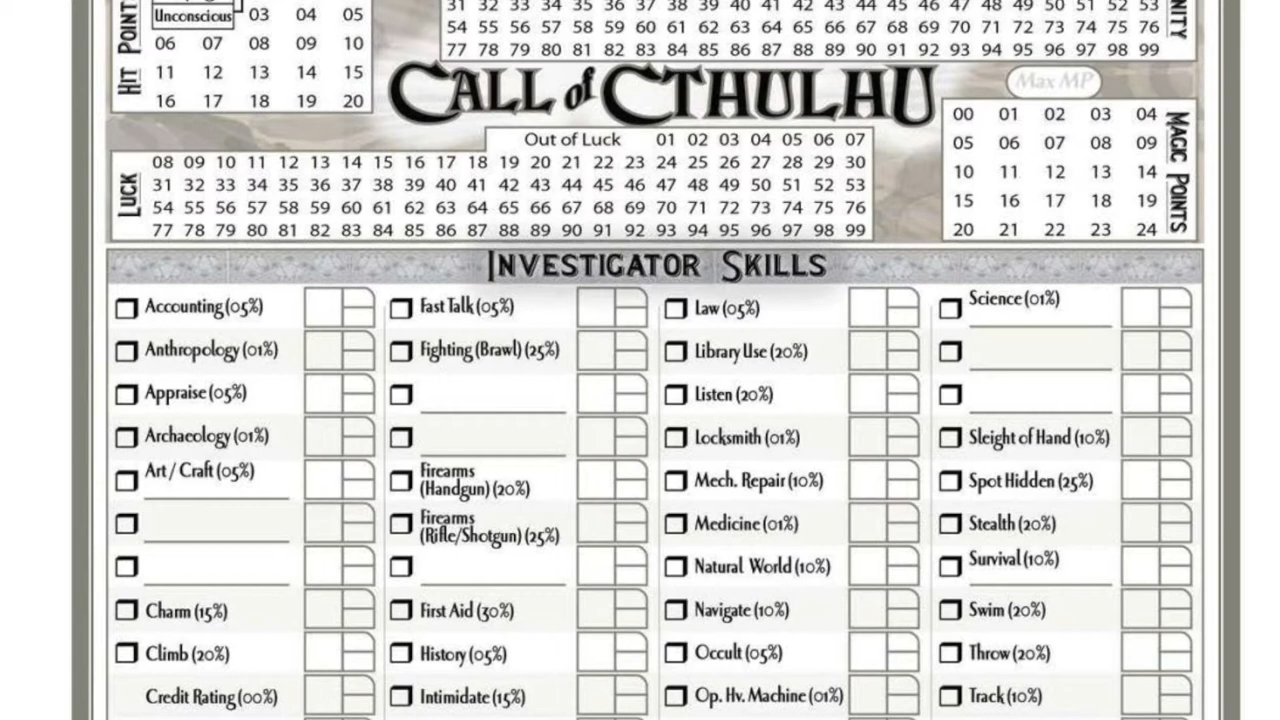 Unconscious 03 04 05
06 07 08 09 10
11 12 13 14 15
16 17 18 19 20
HIT POINTS
31 32 33 34 35 36 37 38 39 40 41 42 43 44 45 46 47 48 49 50 51 52 53
54 55 56 57 58 59 60 61 62 63 64 65 66 67 68 69 70 71 72 73 74 75 76
77 78 79 80 81 82 83 84 85 86 87 88 89 90 91 92 93 94 95 96 97 98 99
CALL of CTHULHU
Max MP
00 01 02 03 04
05 06 07 08 09
10 11 12 13 14
15 16 17 18 19
20 21 22 23 24
MAGIC POINTS
LUCK
Out of Luck 01 02 03 04 05 06 07
08 09 10 11 12 13 14 15 16 17 18 19 20 21 22 23 24 25 26 27 28 29 30
31 32 33 34 35 36 37 38 39 40 41 42 43 44 45 46 47 48 49 50 51 52 53
54 55 56 57 58 59 60 61 62 63 64 65 66 67 68 69 70 71 72 73 74 75 76
77 78 79 80 81 82 83 84 85 86 87 88 89 90 91 92 93 94 95 96 97 98 99
INVESTIGATOR SKILLS
Accounting (05%)
Anthropology (01%)
Appraise (05%)
Archaeology (01%)
Art / Craft (05%)
Charm (15%)
Climb (20%)
Credit Rating (00%)
Fast Talk (05%)
Fighting (Brawl) (25%)
Firearms
(Handgun) (20%)
Firearms
(Rifle/Shotgun) (25%)
First Aid (30%)
History (05%)
Intimidate (15%)
Law (05%)
Library Use (20%)
Listen (20%)
Locksmith (01%)
Mech. Repair (10%)
Medicine (01%)
Natural World (10%)
Navigate (10%)
Occult (05%)
Op. Hv. Machine (01%)
Science (01%)
Sleight of Hand (10%)
Spot Hidden (25%)
Stealth (20%)
Survival (10%)
Swim (20%)
Throw (20%)
Track (10%)